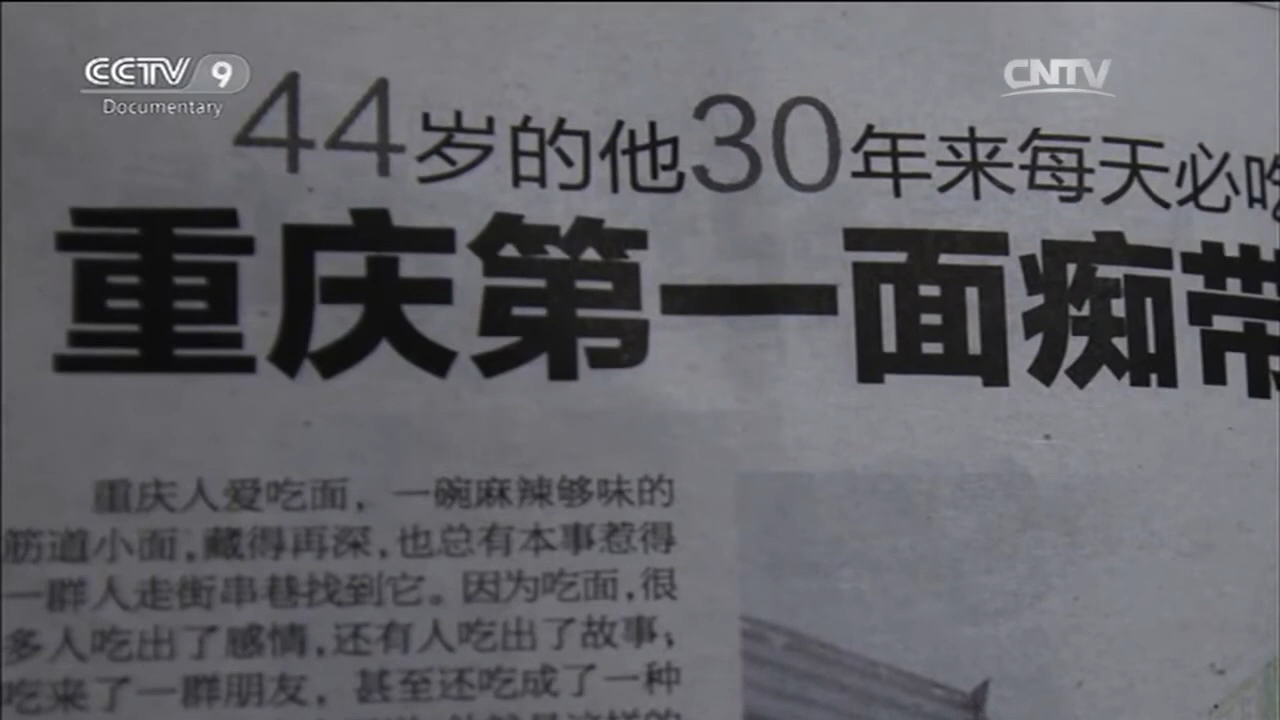 CCTV 9
Documentary
CNTV
44岁的他30年来每天必吃
重庆第一面痴带
重庆人爱吃面，一碗麻辣够味的
筋道小面，藏得再深，也总有本事惹得
一群人走街串巷找到它。因为吃面，很
多人吃出了感情，还有人吃出了故事；
吃来了一群朋友，甚至还吃成了一种